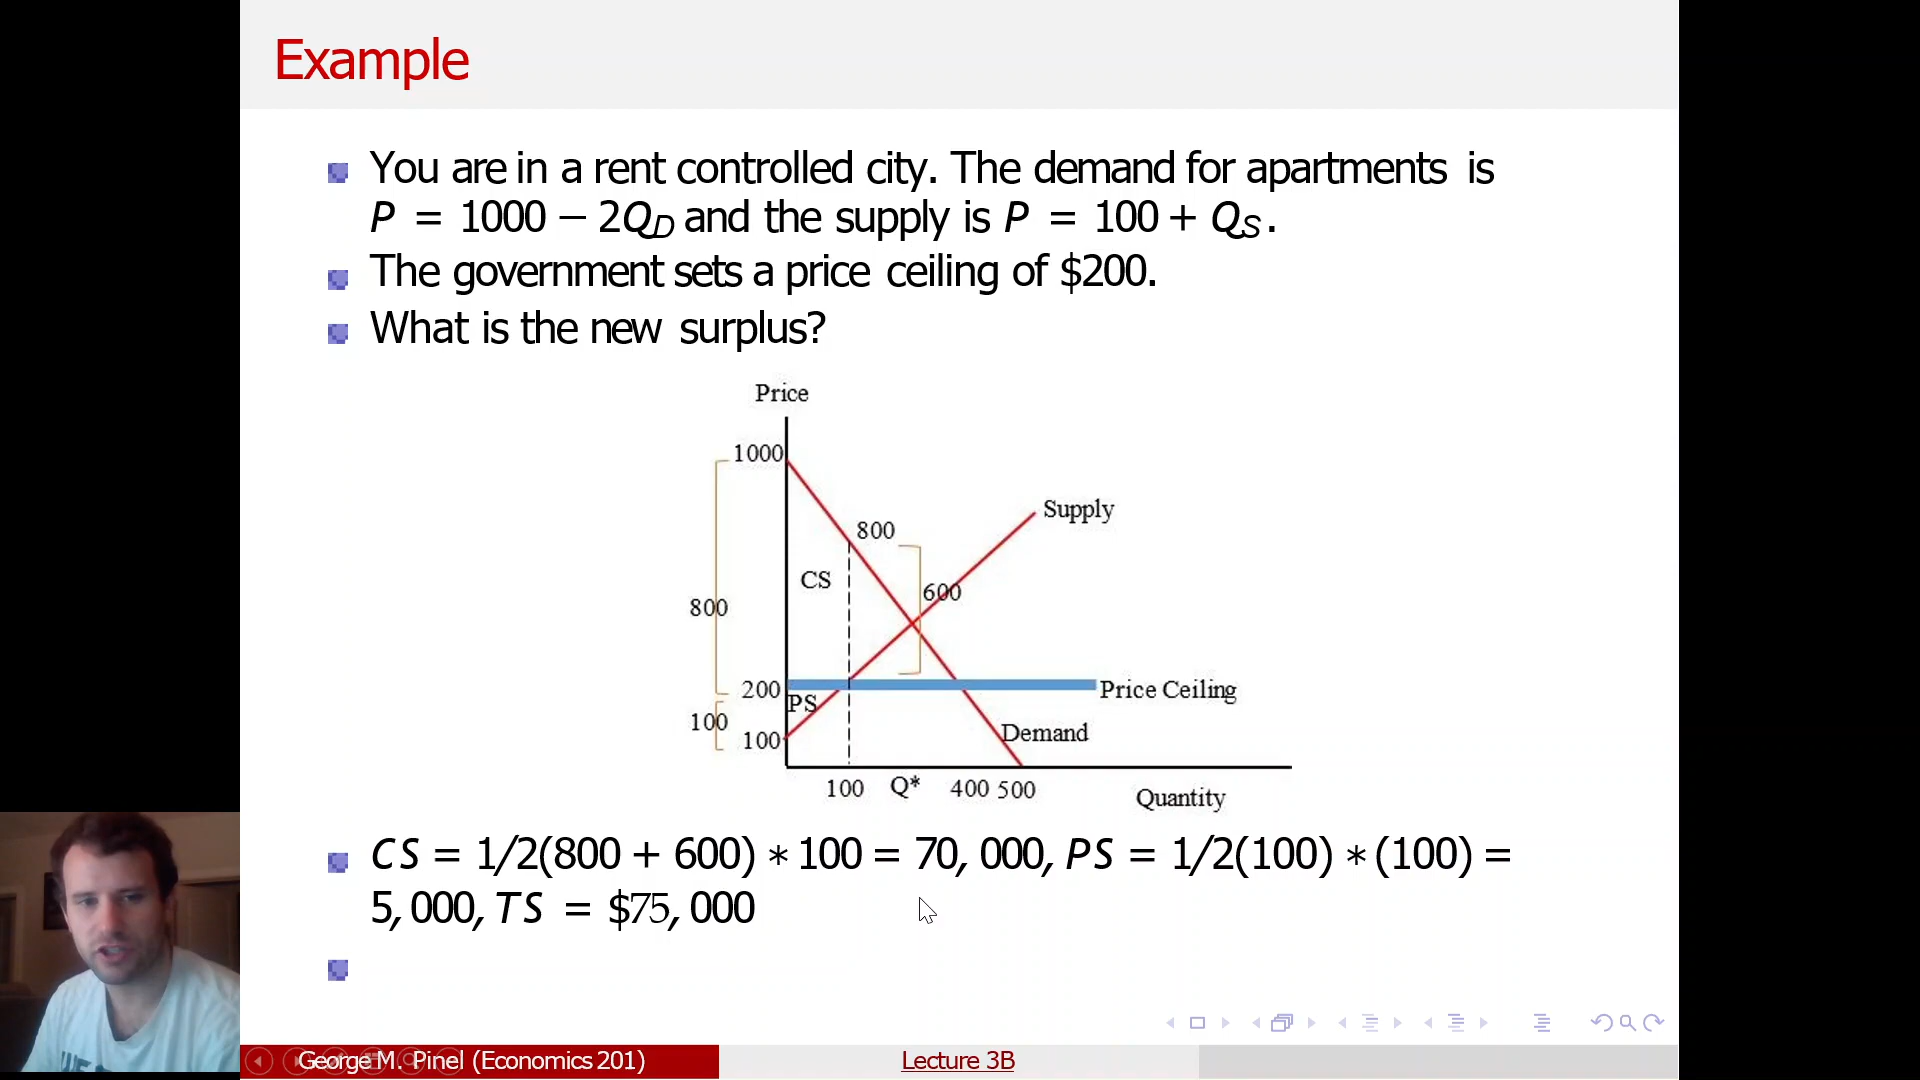 Example
You are in a rent controlled city. The demand for apartments is
P = 1000 − 2Q_D and the supply is P = 100 + Q_S.
The government sets a price ceiling of $200.
What is the new surplus?
Price
1000
Supply
800
CS
600
800
200
Price Ceiling
PS
100
100
Demand
100 Q* 400 500
Quantity
CS = 1/2(800 + 600) ∗ 100 = 70, 000, PS = 1/2(100) ∗ (100) =
5, 000, TS = $75, 000
George M. Pinel (Economics 201)
Lecture 3B